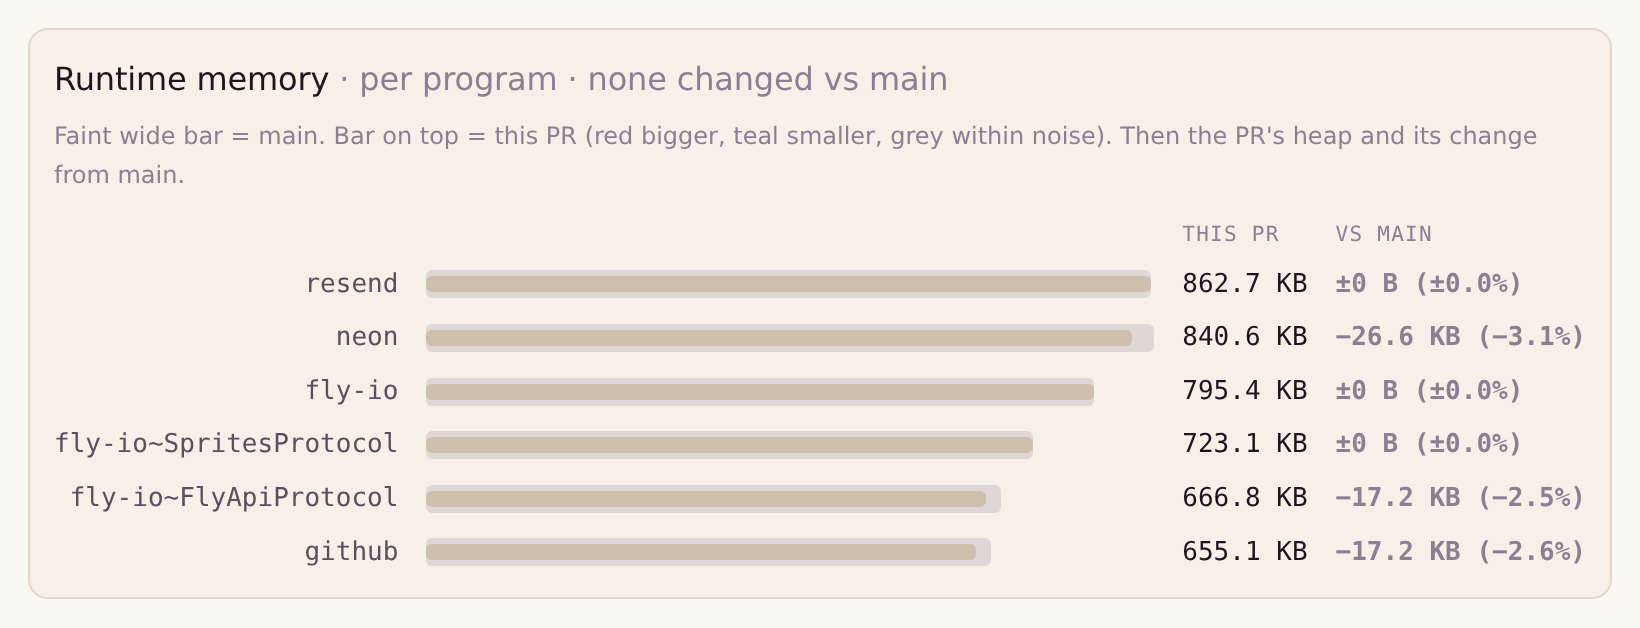 Runtime memory · per program · none changed vs main
Faint wide bar = main. Bar on top = this PR (red bigger, teal smaller, grey within noise). Then the PR's heap and its change
from main.
THIS PR VS MAIN
resend 862.7 KB ±0 B (±0.0%)
neon 840.6 KB −26.6 KB (−3.1%)
fly-io 795.4 KB ±0 B (±0.0%)
fly-io~SpritesProtocol 723.1 KB ±0 B (±0.0%)
fly-io~FlyApiProtocol 666.8 KB −17.2 KB (−2.5%)
github 655.1 KB −17.2 KB (−2.6%)